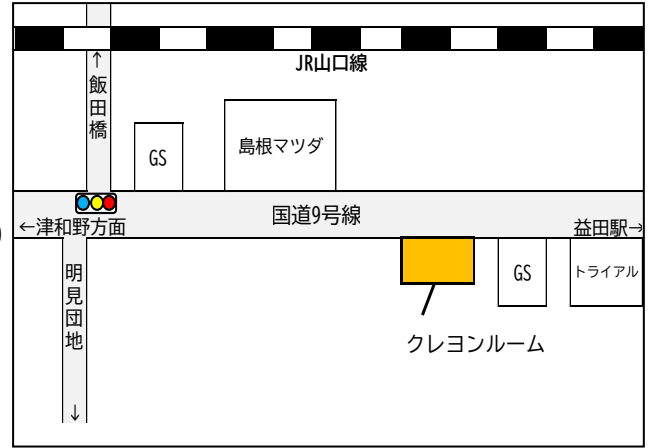 JR山口線
↑飯田橋
GS
島根マツダ
国道9号線
←津和野方面
益田駅→
明見団地↓
GS
トライアル
クレヨンルーム
)